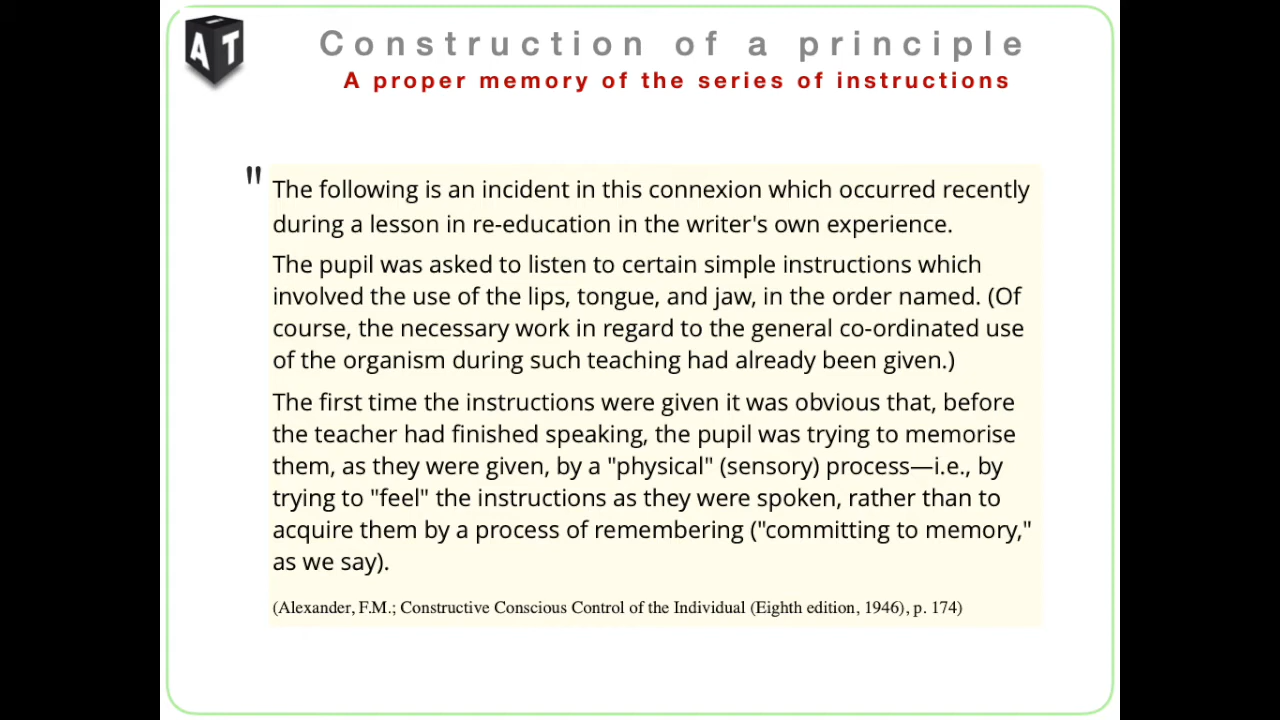 AT
Construction of a principle
A proper memory of the series of instructions
"
The following is an incident in this connexion which occurred recently
during a lesson in re-education in the writer's own experience.
The pupil was asked to listen to certain simple instructions which
involved the use of the lips, tongue, and jaw, in the order named. (Of
course, the necessary work in regard to the general co-ordinated use
of the organism during such teaching had already been given.)
The first time the instructions were given it was obvious that, before
the teacher had finished speaking, the pupil was trying to memorise
them, as they were given, by a "physical" (sensory) process—i.e., by
trying to "feel" the instructions as they were spoken, rather than to
acquire them by a process of remembering ("committing to memory,"
as we say).
(Alexander, F.M.; Constructive Conscious Control of the Individual (Eighth edition, 1946), p. 174)